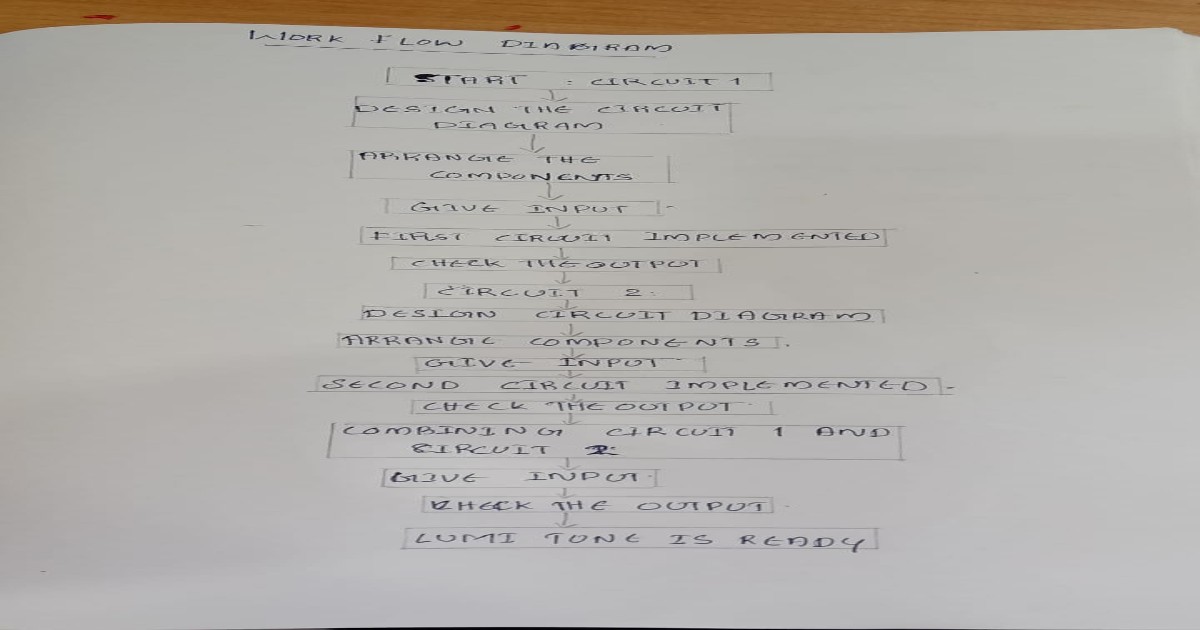 WORK FLOW DIAGRAM
START : CIRCUIT 1
DESIGN THE CIRCUIT
DIAGRAM
ARRANGE THE
COMPONENTS
GIVE INPUT
FIRST CIRCUIT IMPLEMENTED
CHECK THE OUTPUT
CIRCUIT 2.
DESIGN CIRCUIT DIAGRAM
ARRANGE COMPONENTS.
GIVE INPUT
SECOND CIRCUIT IMPLEMENTED
CHECK THE OUTPUT
COMBINING CIRCUIT 1 AND
CIRCUIT 2
GIVE INPUT
CHECK THE OUTPUT
LUMI TONE IS READY